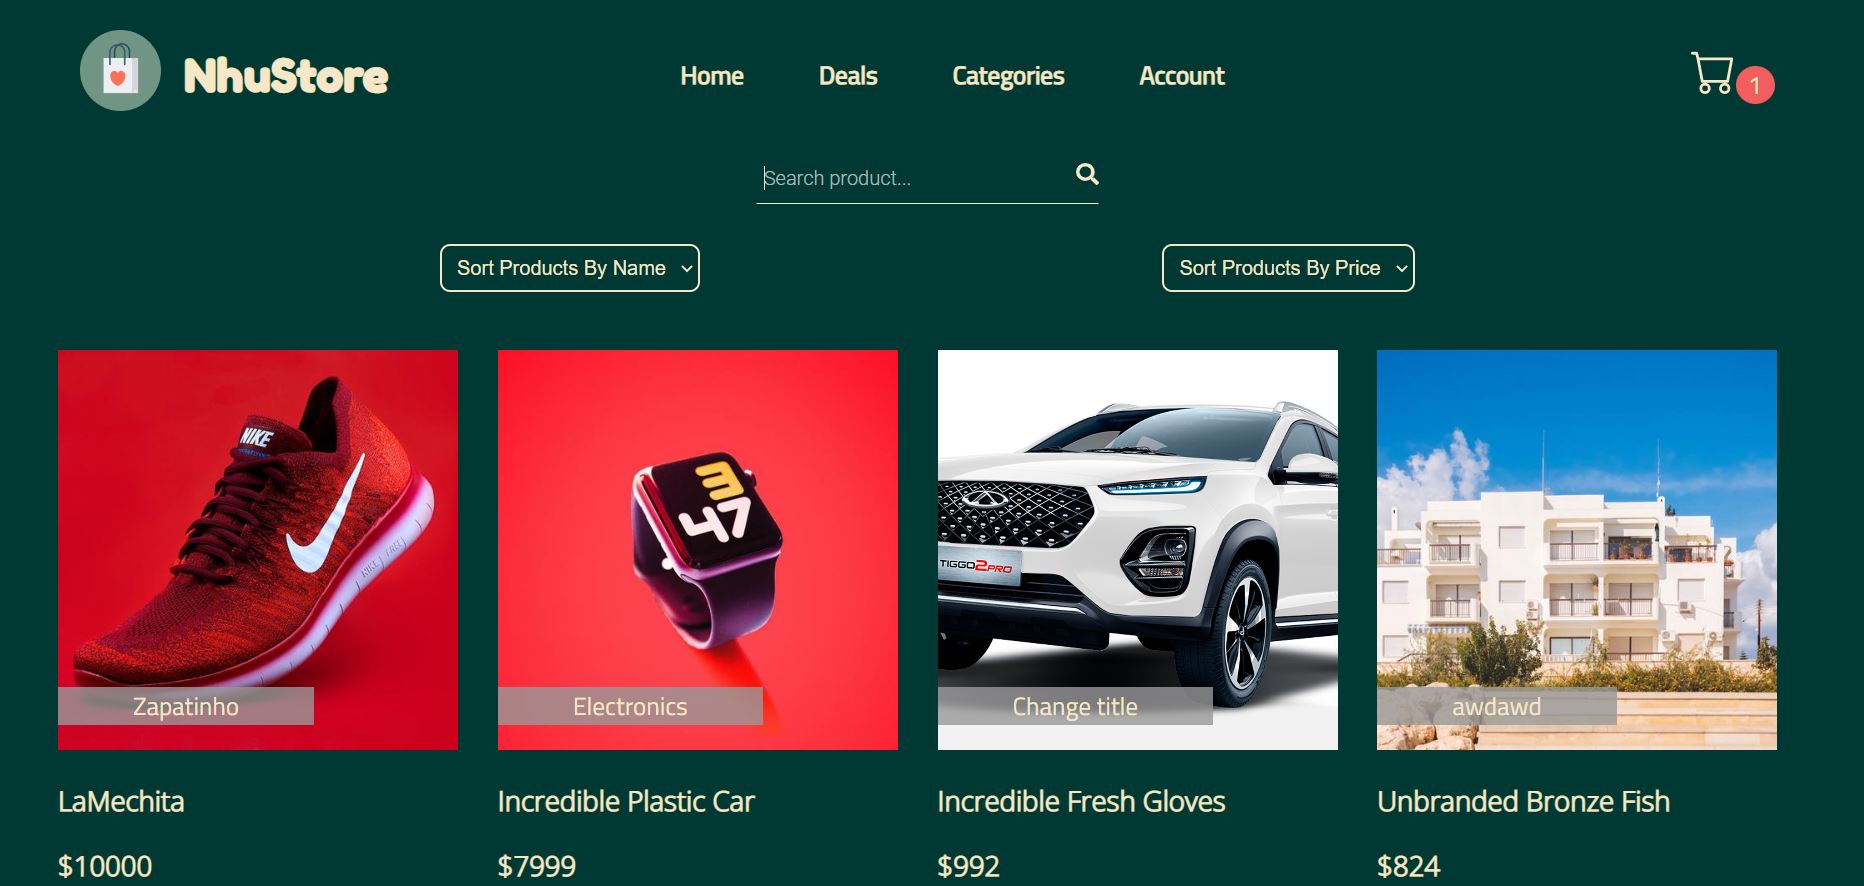 NhuStore
Home Deals Categories Account
1
Search product...
Sort Products By Name
Sort Products By Price
NIKE
NIKE FREE
3
47
TIGGO2PRO
Zapatinho
Electronics
Change title
awdawd
LaMechita
Incredible Plastic Car
Incredible Fresh Gloves
Unbranded Bronze Fish
$10000
$7999
$992
$824